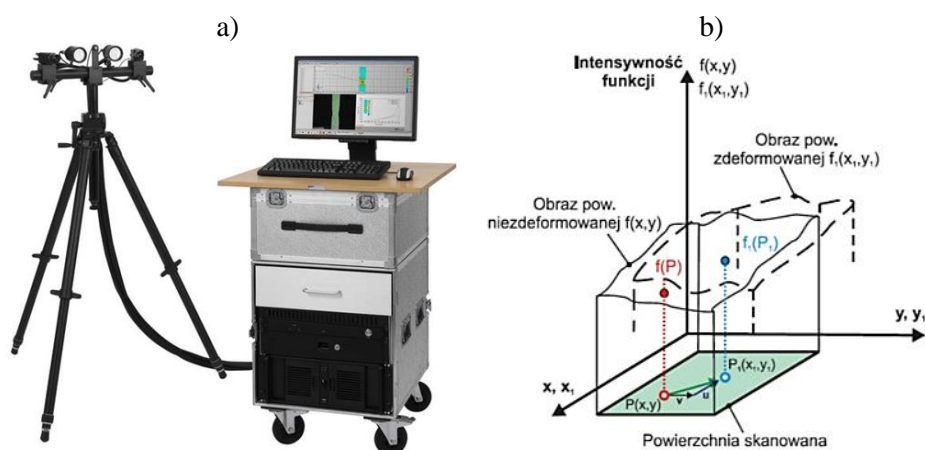 a)
b)
Intensywność
funkcji
f(x,y)
f₁(x₁,y₁)
Obraz pow.
zdeformowanej f₁(x₁,y₁)
Obraz pow.
niezdeformowanej f(x,y)
f₁(P₁)
f(P)
y, y₁
x, x₁
P₁(x₁,y₁)
P(x,y)
v
u
Powierzchnia skanowana